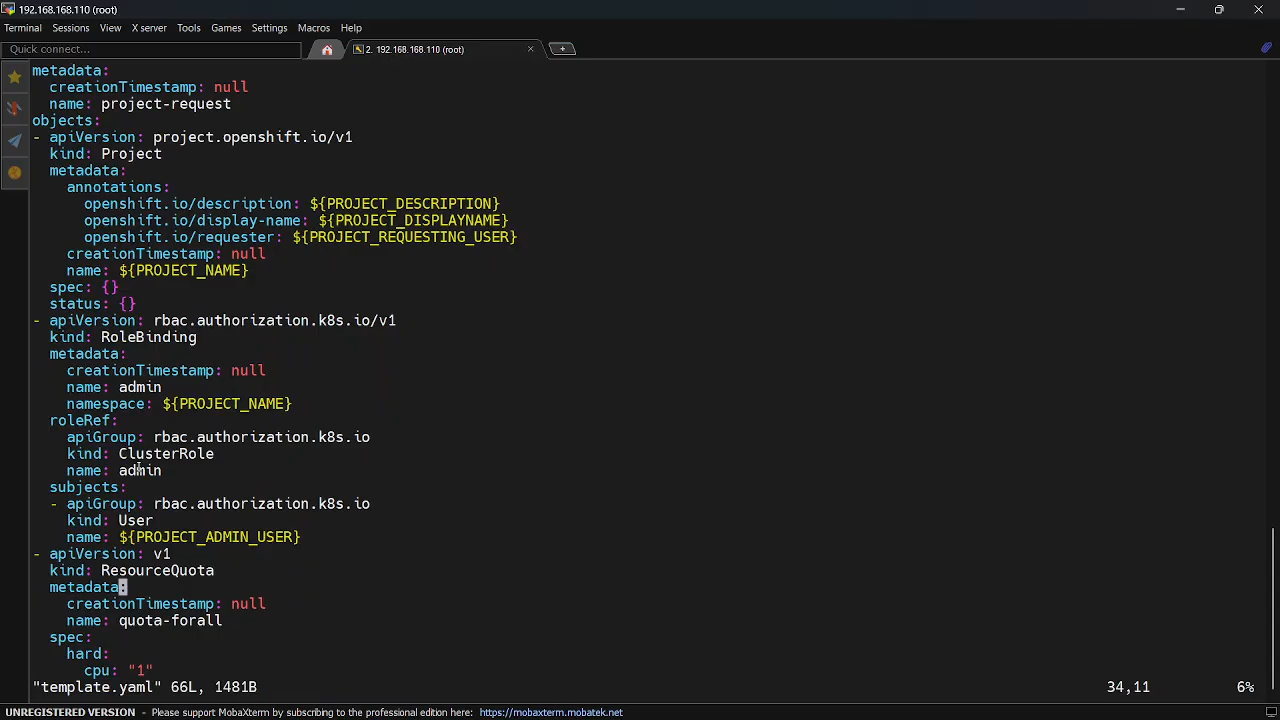 192.168.168.110 (root)
Terminal Sessions View X server Tools Games Settings Macros Help
Quick connect...
2. 192.168.168.110 (root)
metadata:
  creationTimestamp: null
  name: project-request
objects:
- apiVersion: project.openshift.io/v1
  kind: Project
  metadata:
    annotations:
      openshift.io/description: ${PROJECT_DESCRIPTION}
      openshift.io/display-name: ${PROJECT_DISPLAYNAME}
      openshift.io/requester: ${PROJECT_REQUESTING_USER}
    creationTimestamp: null
    name: ${PROJECT_NAME}
  spec: {}
  status: {}
- apiVersion: rbac.authorization.k8s.io/v1
  kind: RoleBinding
  metadata:
    creationTimestamp: null
    name: admin
    namespace: ${PROJECT_NAME}
  roleRef:
    apiGroup: rbac.authorization.k8s.io
    kind: ClusterRole
    name: admin
  subjects:
  - apiGroup: rbac.authorization.k8s.io
    kind: User
    name: ${PROJECT_ADMIN_USER}
- apiVersion: v1
  kind: ResourceQuota
  metadata:
    creationTimestamp: null
    name: quota-forall
  spec:
    hard:
      cpu: "1"
"template.yaml" 66L, 1481B 34,11 6%
UNREGISTERED VERSION - Please support MobaXterm by subscribing to the professional edition here: https://mobaxterm.mobatek.net